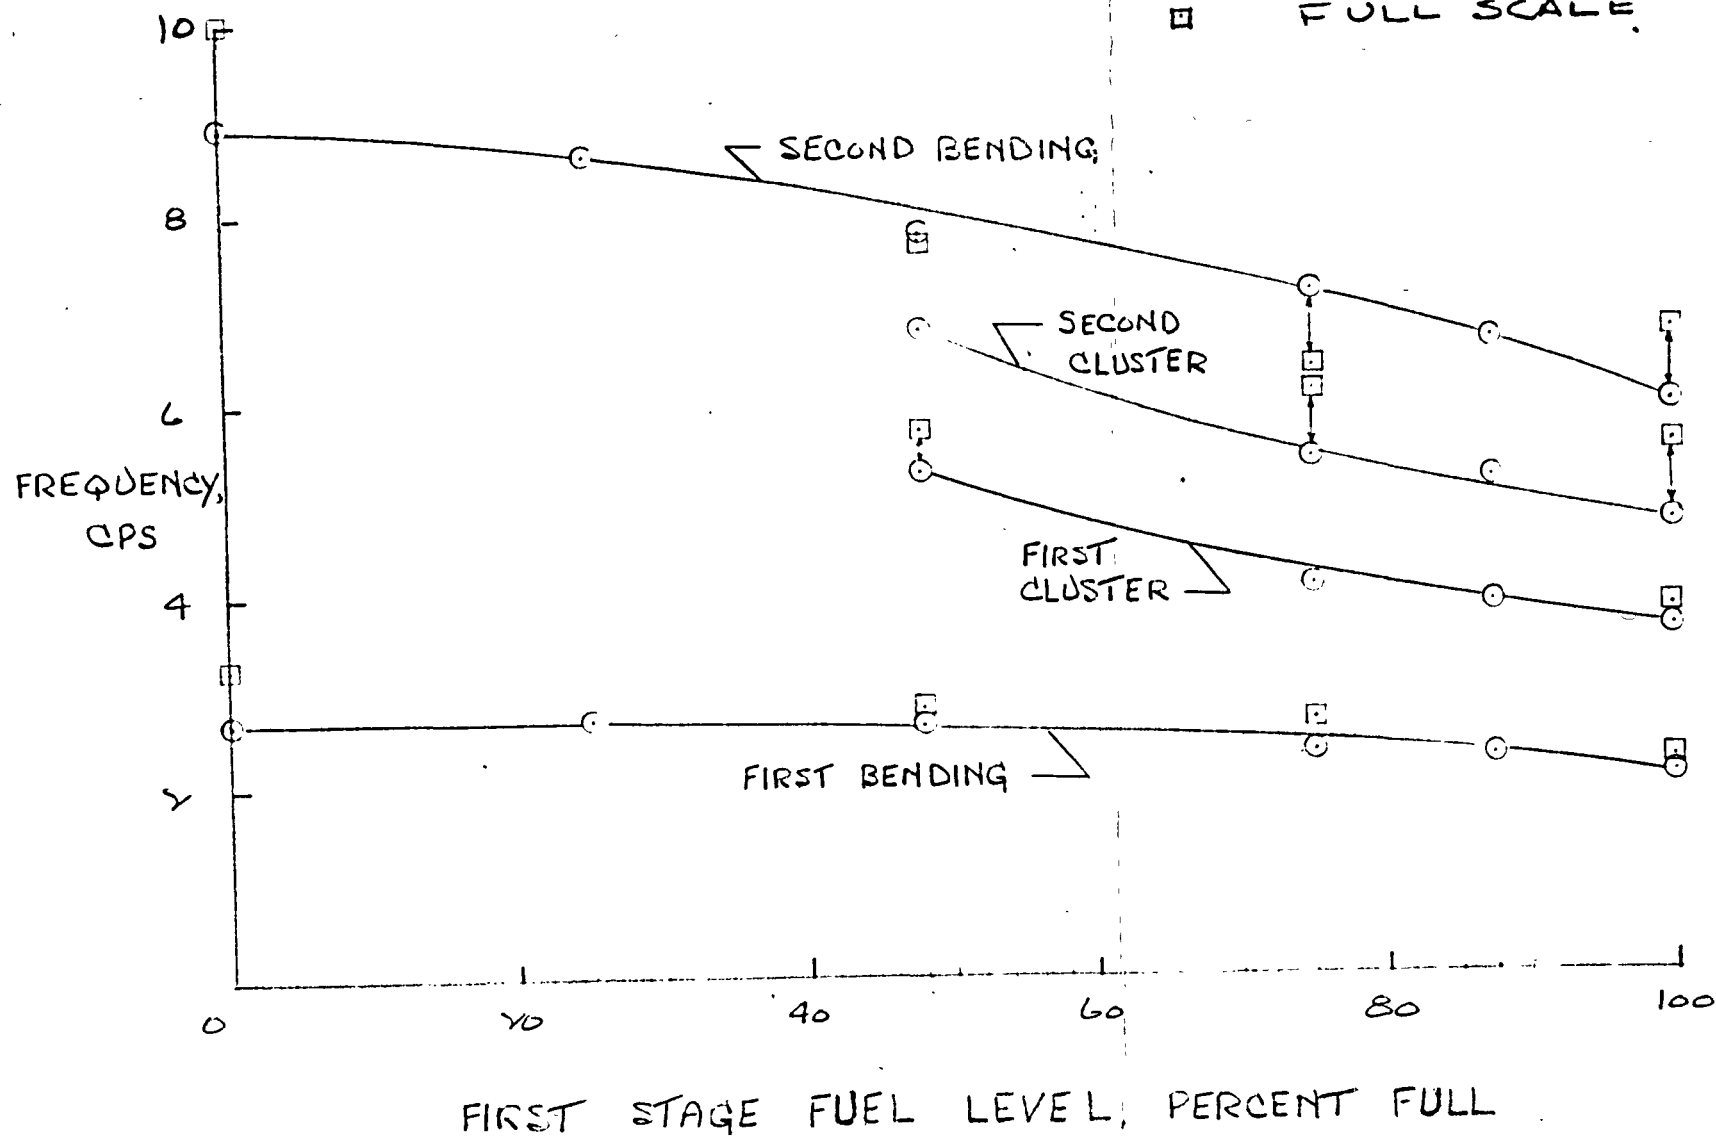 FULL SCALE
10
SECOND BENDING
8
SECOND
CLUSTER
6
FREQUENCY,
CPS
FIRST
CLUSTER
4
FIRST BENDING
2
0 20 40 60 80 100
FIRST STAGE FUEL LEVEL, PERCENT FULL